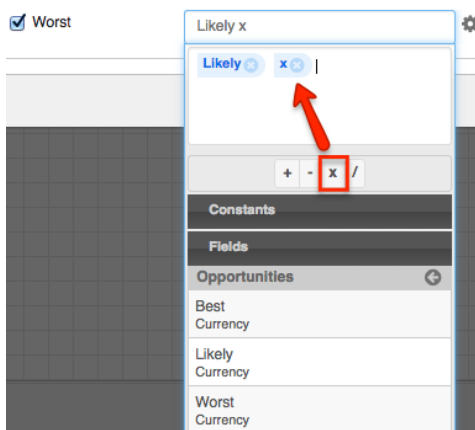 Worst
Likely x
Likely x
+ - x /
Constants
Fields
Opportunities
Best
Currency
Likely
Currency
Worst
Currency